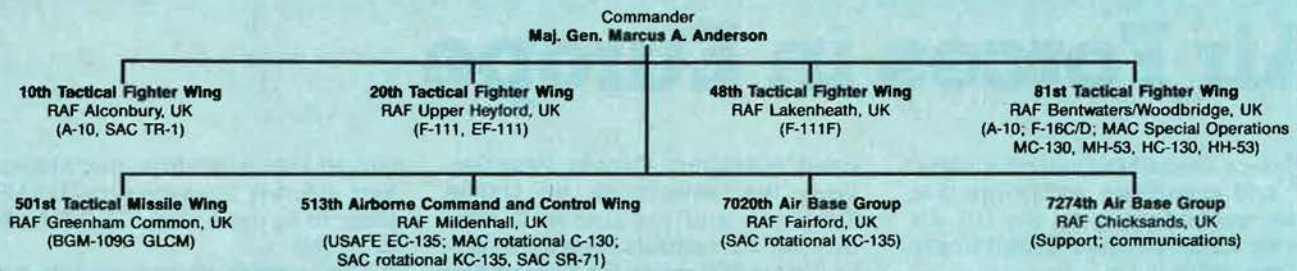 Commander
Maj. Gen. Marcus A. Anderson
10th Tactical Fighter Wing
RAF Alconbury, UK
(A-10, SAC TR-1)
20th Tactical Fighter Wing
RAF Upper Heyford, UK
(F-111, EF-111)
48th Tactical Fighter Wing
RAF Lakenheath, UK
(F-111F)
81st Tactical Fighter Wing
RAF Bentwaters/Woodbridge, UK
(A-10; F-16C/D; MAC Special Operations
MC-130, MH-53, HC-130, HH-53)
501st Tactical Missile Wing
RAF Greenham Common, UK
(BGM-109G GLCM)
513th Airborne Command and Control Wing
RAF Mildenhall, UK
(USAFE EC-135; MAC rotational C-130;
SAC rotational KC-135, SAC SR-71)
7020th Air Base Group
RAF Fairford, UK
(SAC rotational KC-135)
7274th Air Base Group
RAF Chicksands, UK
(Support; communications)